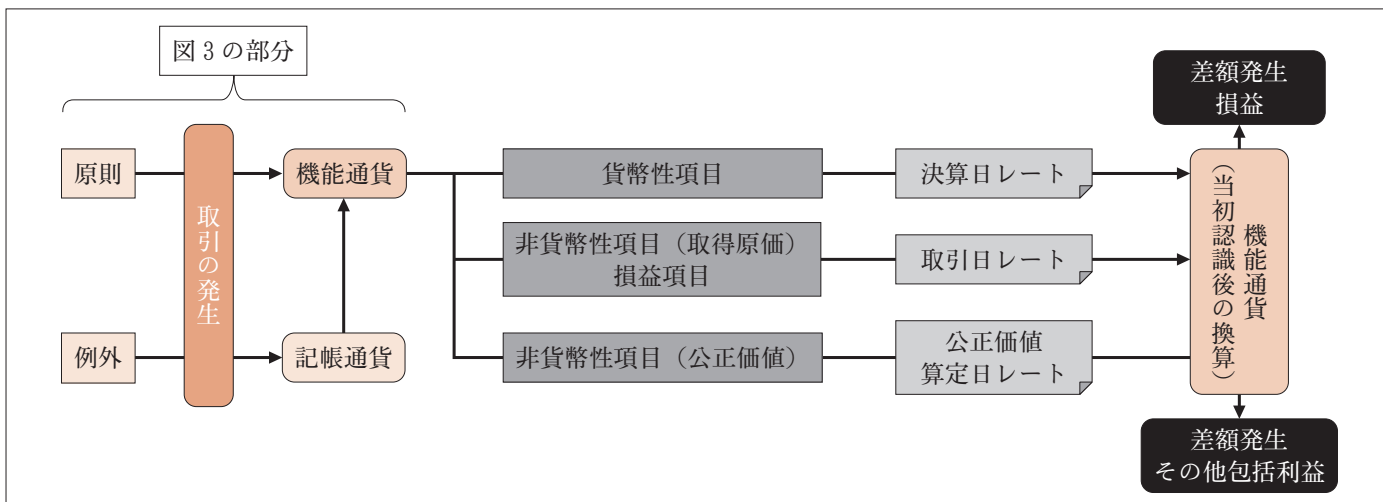 図3の部分
原則
例外
取引の発生
機能通貨
記帳通貨
貨幣性項目
非貨幣性項目（取得原価）
損益項目
非貨幣性項目（公正価値）
決算日レート
取引日レート
公正価値
算定日レート
差額発生
損益
機能通貨
（当初認識後の換算）
差額発生
その他包括利益